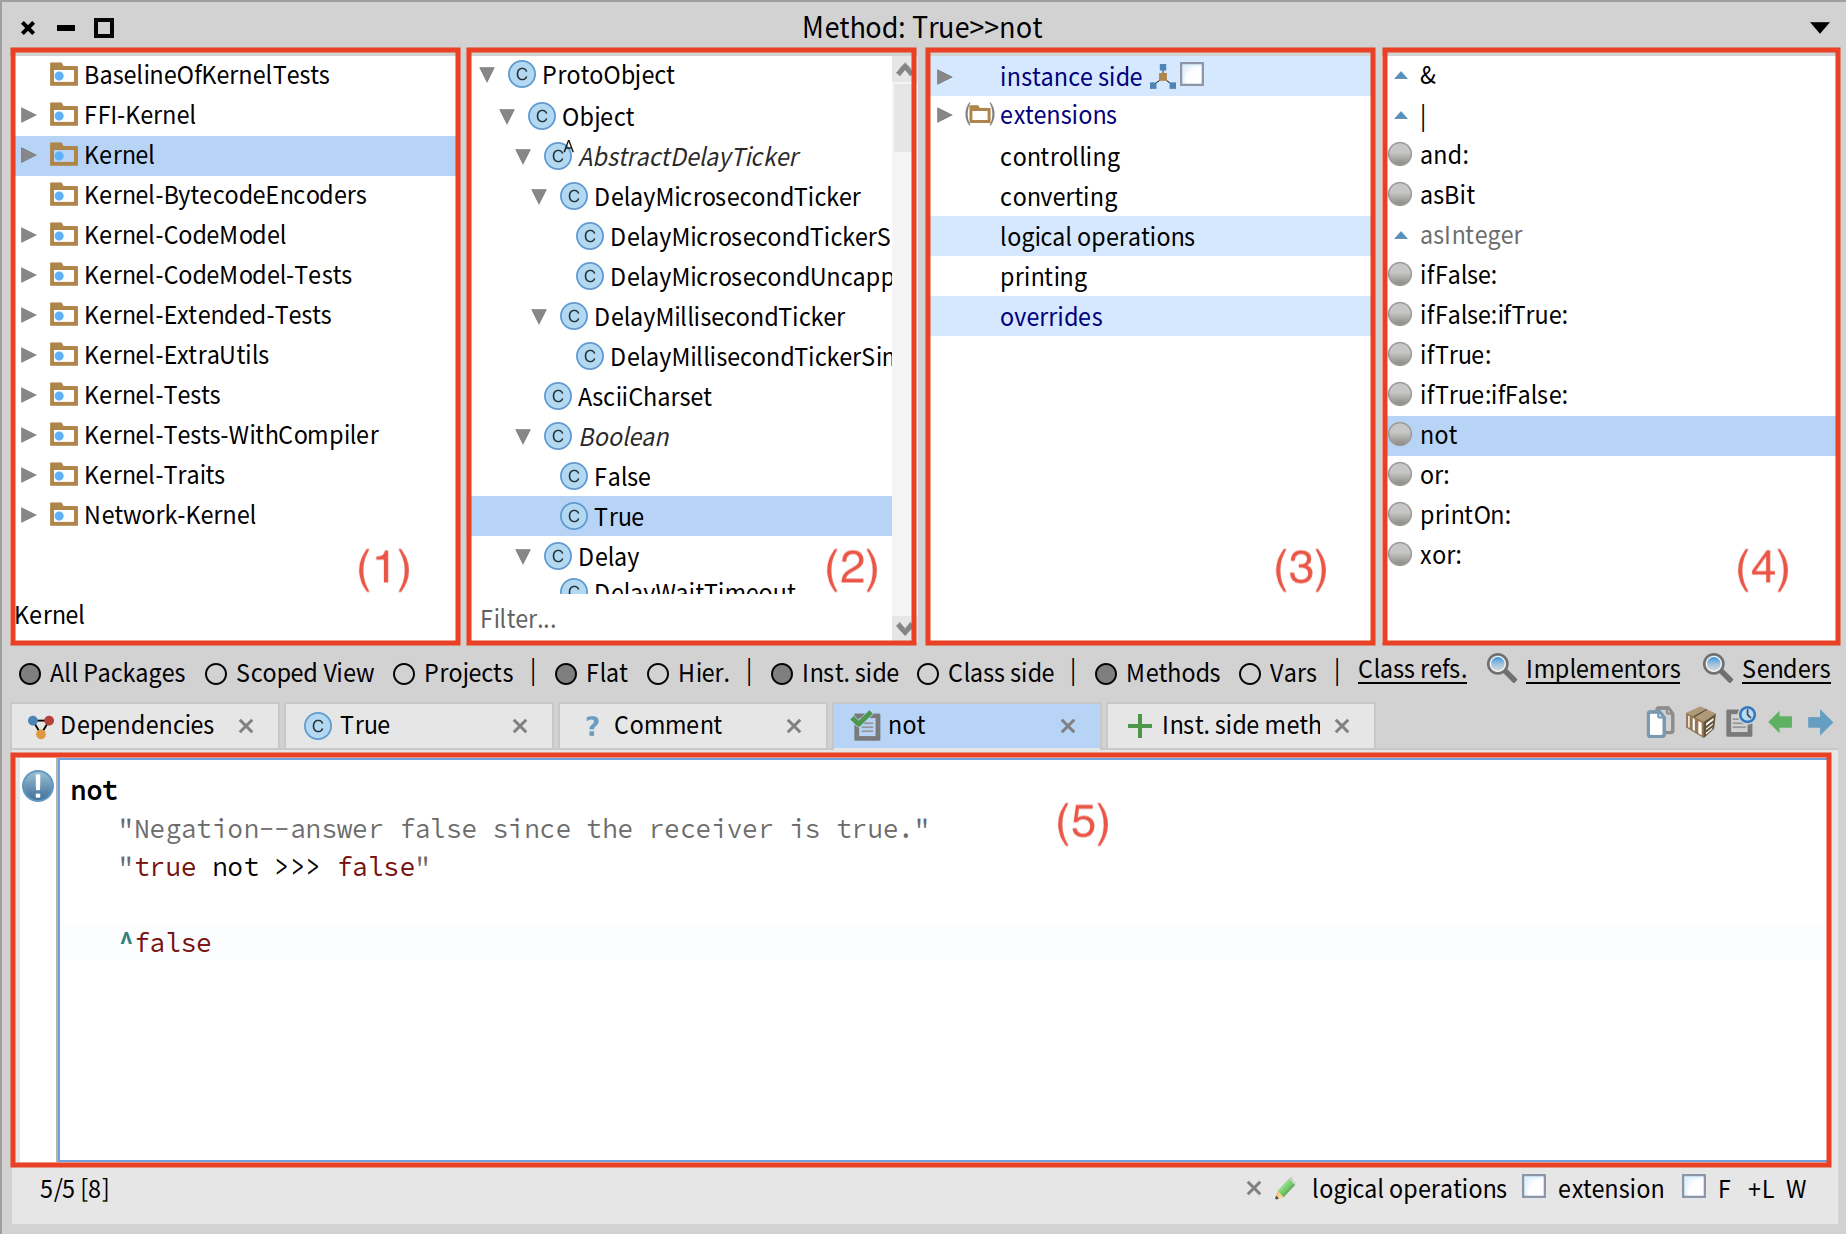 Method: True>>not
BaselineOfKernelTests
FFI-Kernel
Kernel
Kernel-BytecodeEncoders
Kernel-CodeModel
Kernel-CodeModel-Tests
Kernel-Extended-Tests
Kernel-ExtraUtils
Kernel-Tests
Kernel-Tests-WithCompiler
Kernel-Traits
Network-Kernel
(1)
Kernel
C ProtoObject
C Object
C A AbstractDelayTicker
C DelayMicrosecondTicker
C DelayMicrosecondTickerS
C DelayMicrosecondUncapp
C DelayMillisecondTicker
C DelayMillisecondTickerSin
C AsciiCharset
C Boolean
C False
C True
C Delay
C DelayWaitTimeout
(2)
Filter...
instance side
extensions
controlling
converting
logical operations
printing
overrides
(3)
&
|
and:
asBit
asInteger
ifFalse:
ifFalse:ifTrue:
ifTrue:
ifTrue:ifFalse:
not
or:
printOn:
xor:
(4)
All Packages Scoped View Projects | Flat Hier. | Inst. side Class side | Methods Vars | Class refs. Implementors Senders
Dependencies C True ? Comment not Inst. side meth
not
"Negation--answer false since the receiver is true."
"true not >>> false"
^false
(5)
5/5 [8] logical operations extension F +L W